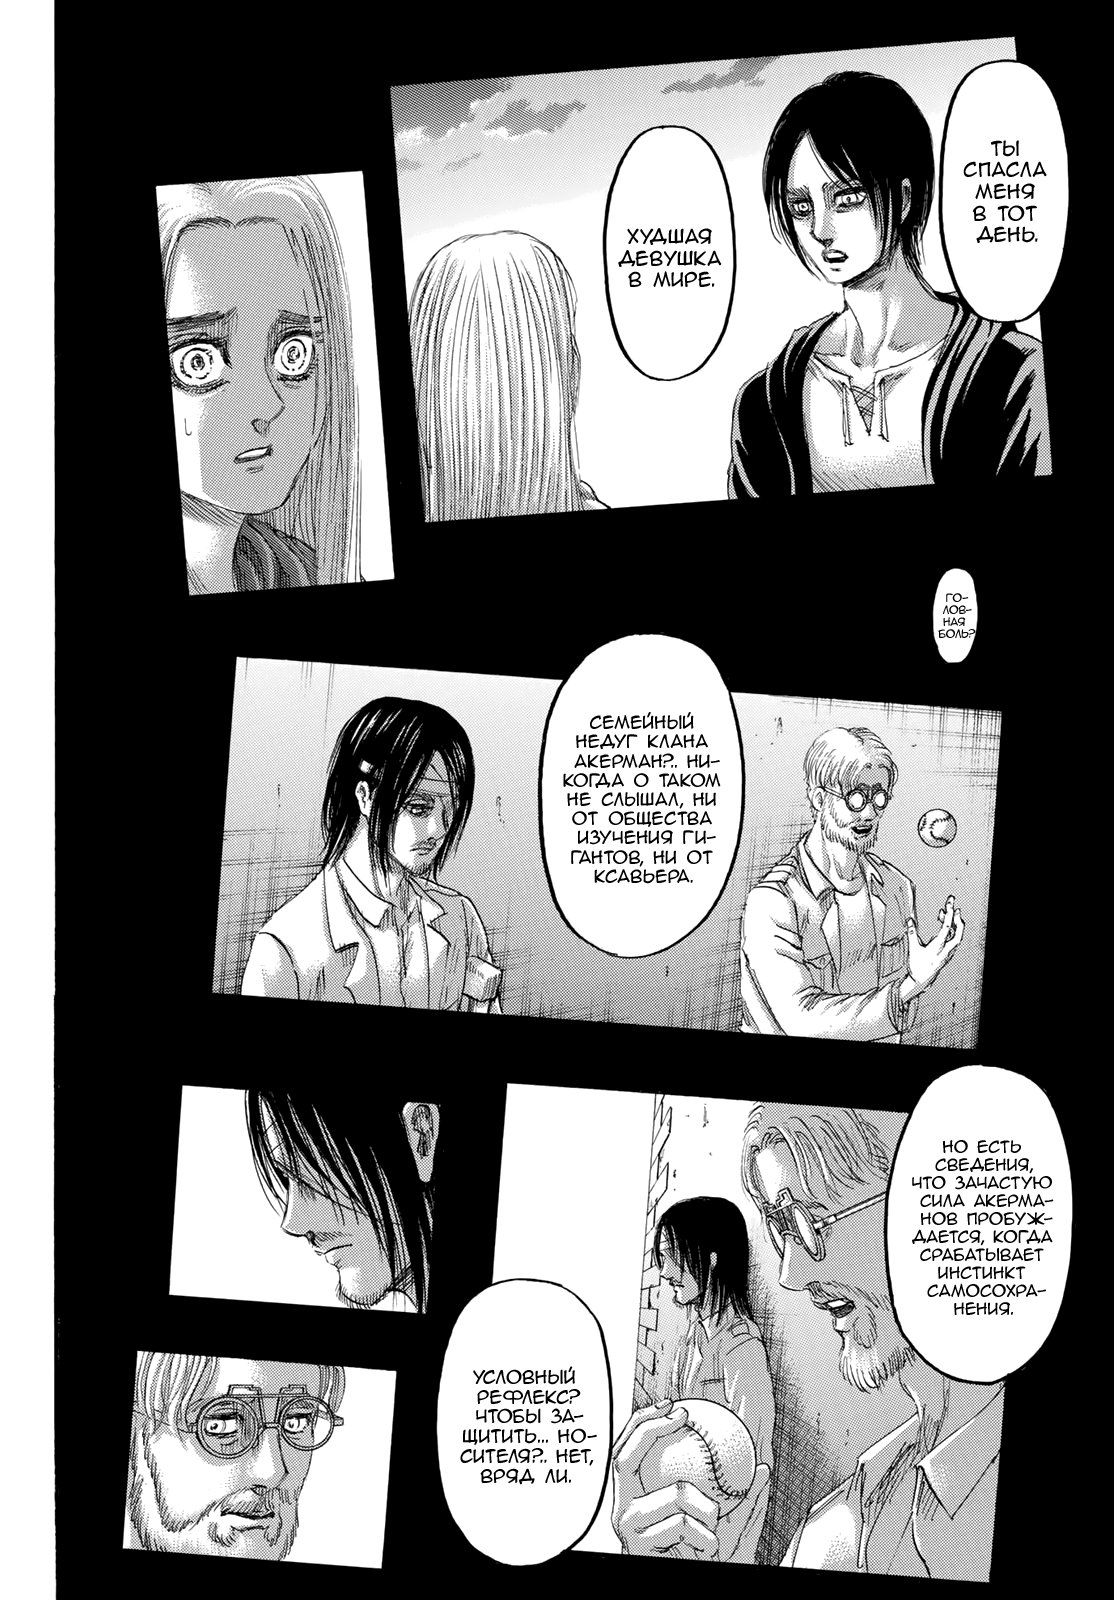 ТЫ
СПАСЛА
МЕНЯ
В ТОТ
ДЕНЬ.
ХУДШАЯ
ДЕВУШКА
В МИРЕ.
ГО-
ЛОВ-
НАЯ
БОЛЬ?
СЕМЕЙНЫЙ
НЕДУГ КЛАНА
АКЕРМАН?.. НИ-
КОГДА О ТАКОМ
НЕ СЛЫШАЛ, НИ
ОТ ОБЩЕСТВА
ИЗУЧЕНИЯ ГИ-
ГАНТОВ, НИ ОТ
КСАВЬЕРА.
НО ЕСТЬ
СВЕДЕНИЯ,
ЧТО ЗАЧАСТУЮ
СИЛА АКЕРМА-
НОВ ПРОБУЖ-
ДАЕТСЯ, КОГДА
СРАБАТЫВАЕТ
ИНСТИНКТ
САМОСОХРА-
НЕНИЯ.
УСЛОВНЫЙ
РЕФЛЕКС?
ЧТОБЫ ЗА-
ЩИТИТЬ... НО-
СИТЕЛЯ?.. НЕТ,
ВРЯД ЛИ.